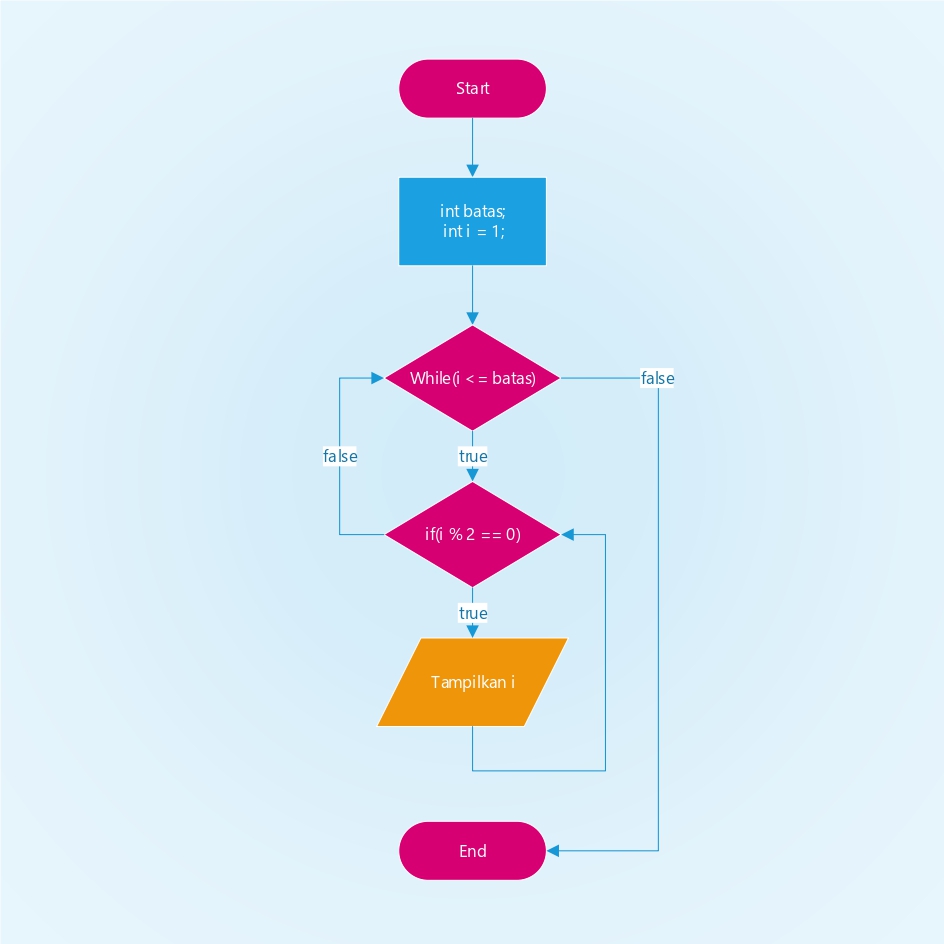 Start
int batas;
int i = 1;
While(i <= batas)
false
false
true
if(i % 2 == 0)
true
Tampilkan i
End